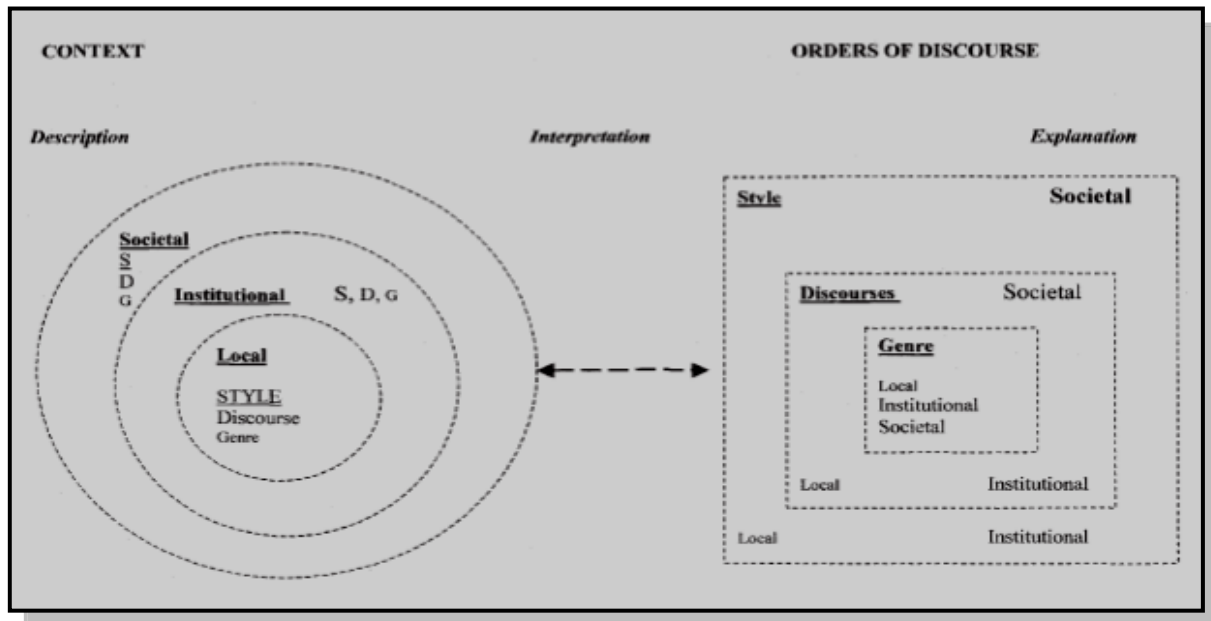 CONTEXT
ORDERS OF DISCOURSE
Description
Interpretation
Explanation
Societal
S
D
G
Institutional S, D, G
Local
STYLE
Discourse
Genre
Style Societal
Discourses Societal
Genre
Local
Institutional
Societal
Local Institutional
Local Institutional